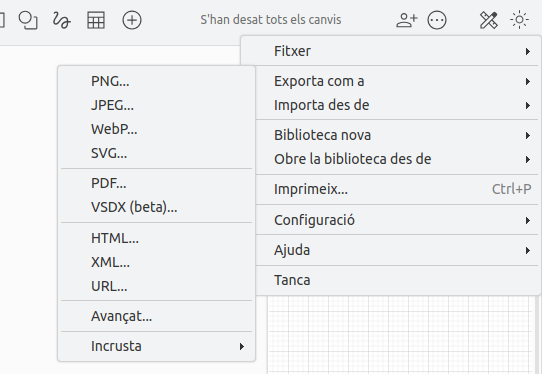 S'han desat tots els canvis
Fitxer
Exporta com a
Importa des de
Biblioteca nova
Obre la biblioteca des de
Imprimeix... Ctrl+P
Configuració
Ajuda
Tanca
PNG...
JPEG...
WebP...
SVG...
PDF...
VSDX (beta)...
HTML...
XML...
URL...
Avançat...
Incrusta